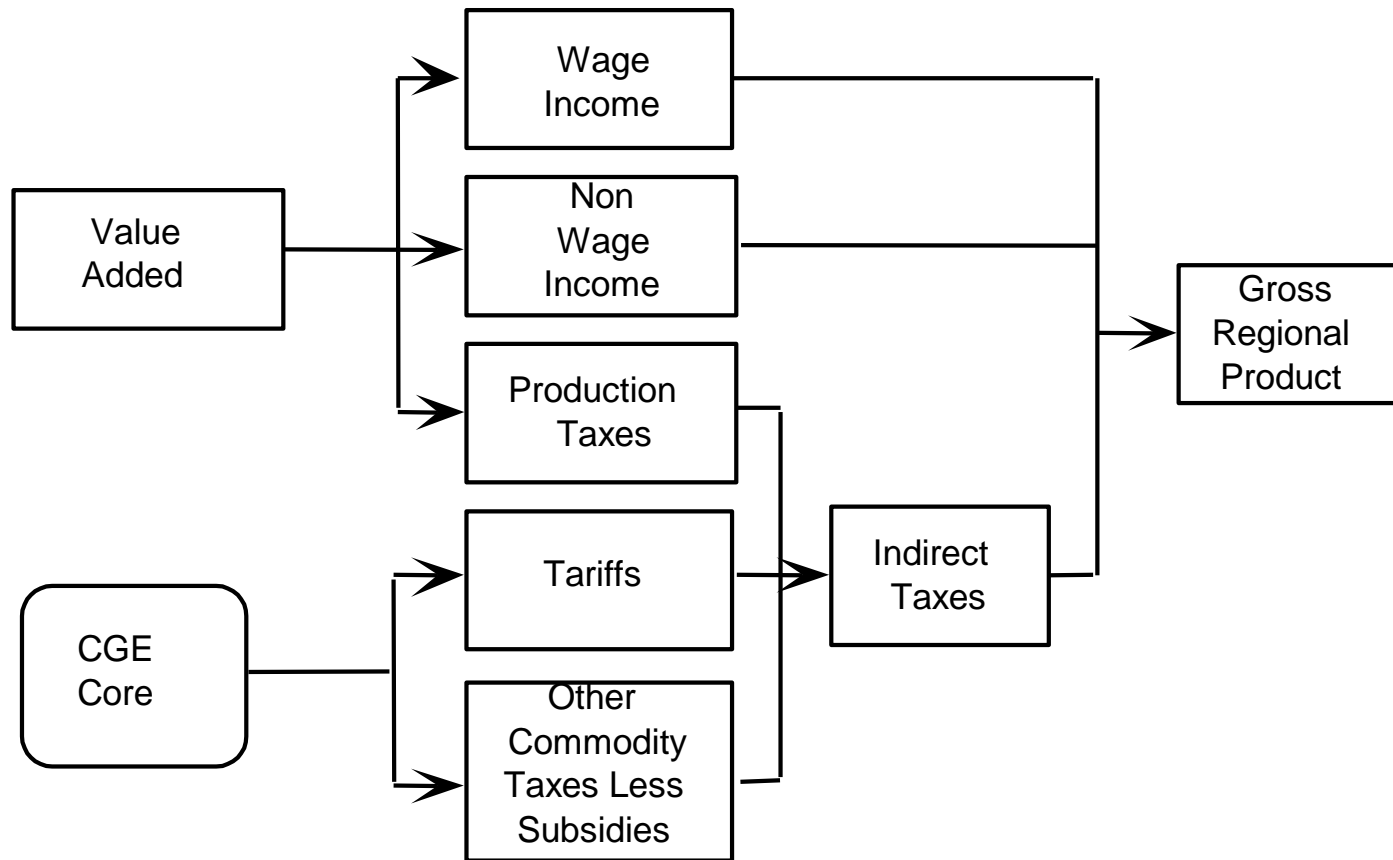 Wage
Income
Non
Wage
Income
Value
Added
Gross
Regional
Product
Production
Taxes
Tariffs
Indirect
Taxes
CGE
Core
Other
Commodity
Taxes Less
Subsidies